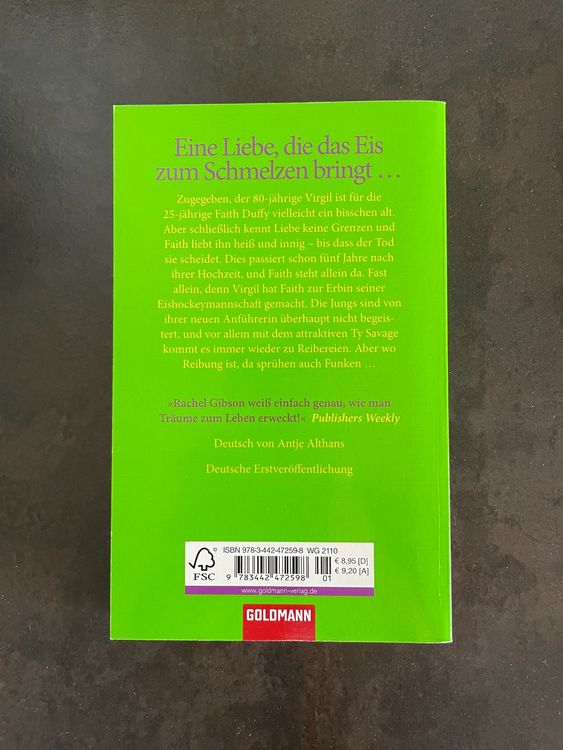 Eine Liebe, die das Eis
zum Schmelzen bringt …
Zugegeben, der 80-jährige Virgil ist für die
25-jährige Faith Duffy vielleicht ein bisschen alt.
Aber schließlich kennt Liebe keine Grenzen und
Faith liebt ihn heiß und innig – bis dass der Tod
sie scheidet. Dies passiert schon fünf Jahre nach
ihrer Hochzeit, und Faith steht allein da. Fast
allein, denn Virgil hat Faith zur Erbin seiner
Eishockeymannschaft gemacht. Die Jungs sind von
ihrer neuen Anführerin überhaupt nicht begeis-
tert, und vor allem mit dem attraktiven Ty Savage
kommt es immer wieder zu Reibereien. Aber wo
Reibung ist, da sprühen auch Funken …
»Rachel Gibson weiß einfach genau, wie man
Träume zum Leben erweckt!« Publishers Weekly
Deutsch von Antje Althans
Deutsche Erstveröffentlichung
© ISBN 978-3-442-47259-8 WG 2110
€ 8,95 [D]
€ 9,20 [A]
FSC
9 783442 472598 01
www.goldmann-verlag.de
GOLDMANN